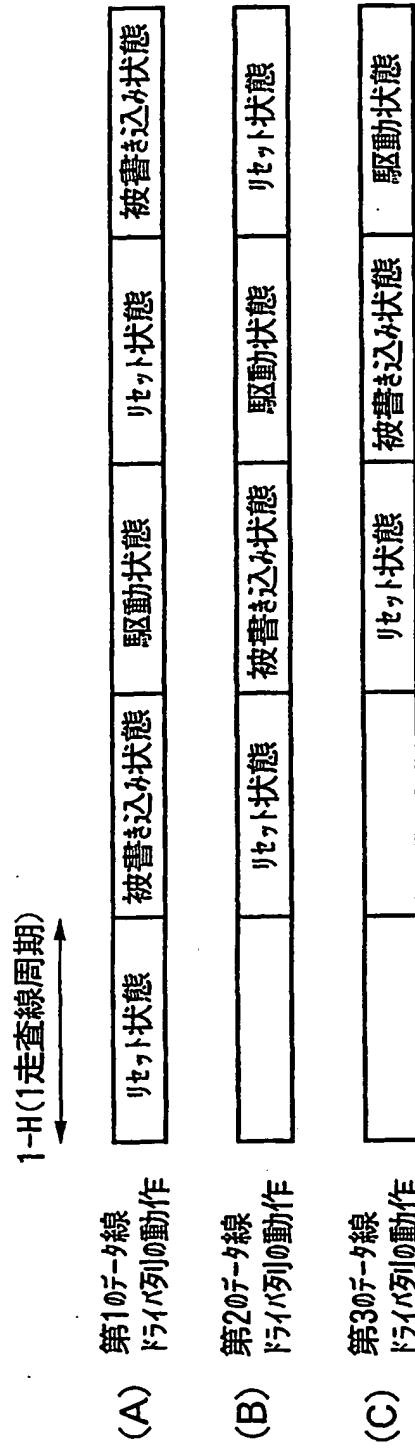 1-H(1走査線周期)
(A)
第1のデータ線
ドライバ列の動作
リセット状態
被書き込み状態
駆動状態
リセット状態
被書き込み状態
(B)
第2のデータ線
ドライバ列の動作
リセット状態
被書き込み状態
駆動状態
リセット状態
(C)
第3のデータ線
ドライバ列の動作
リセット状態
被書き込み状態
駆動状態